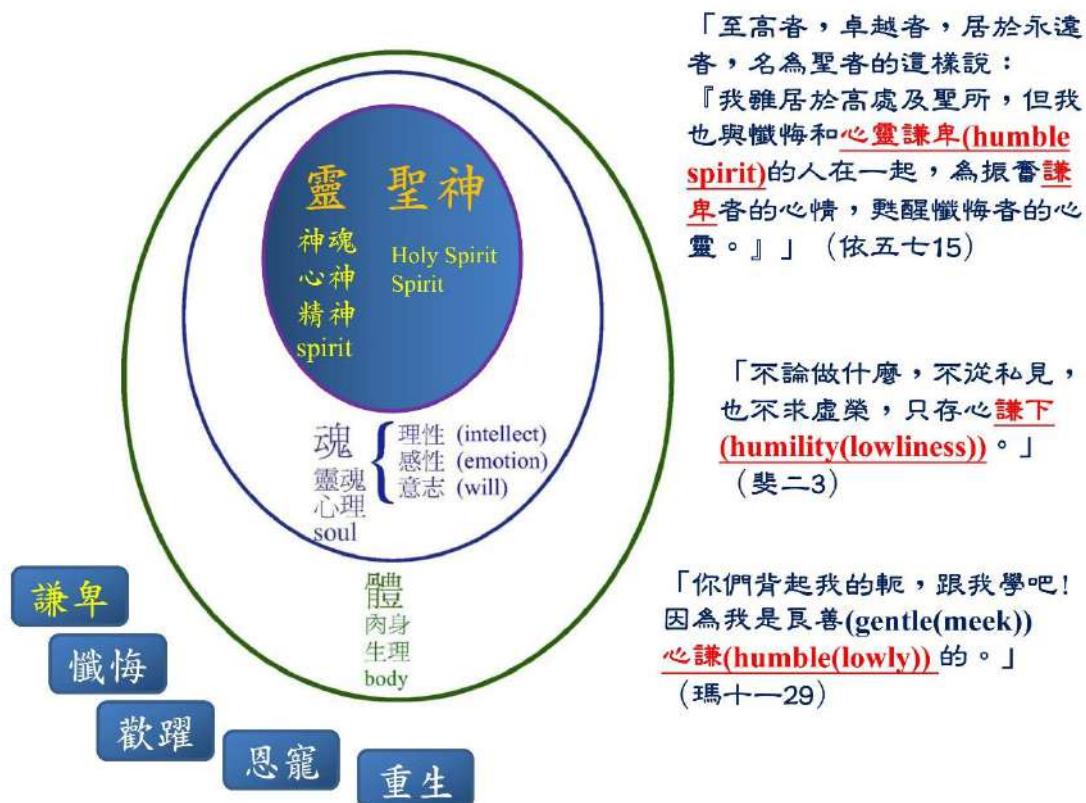 靈 聖神
神魂
心神
精神
spirit
Holy Spirit
Spirit
魂
靈魂
心理
soul
{ 理性 (intellect)
感性 (emotion)
意志 (will)
體
肉身
生理
body
謙卑
懺悔
歡躍
恩寵
重生
「至高者，卓越者，居於永遠
者，名為聖者的這樣說：
『我雖居於高處及聖所，但我
也與懺悔和心靈謙卑(humble
spirit)的人在一起，為振奮謙
卑者的心情，甦醒懺悔者的心
靈。』」（依五七15）
「不論做什麼，不從私見，
也不求虛榮，只存心謙下
(humility(lowliness))。」
（斐二3）
「你們背起我的軛，跟我學吧!
因為我是良善(gentle(meek))
心謙(humble(lowly)) 的。」
（瑪十一29）